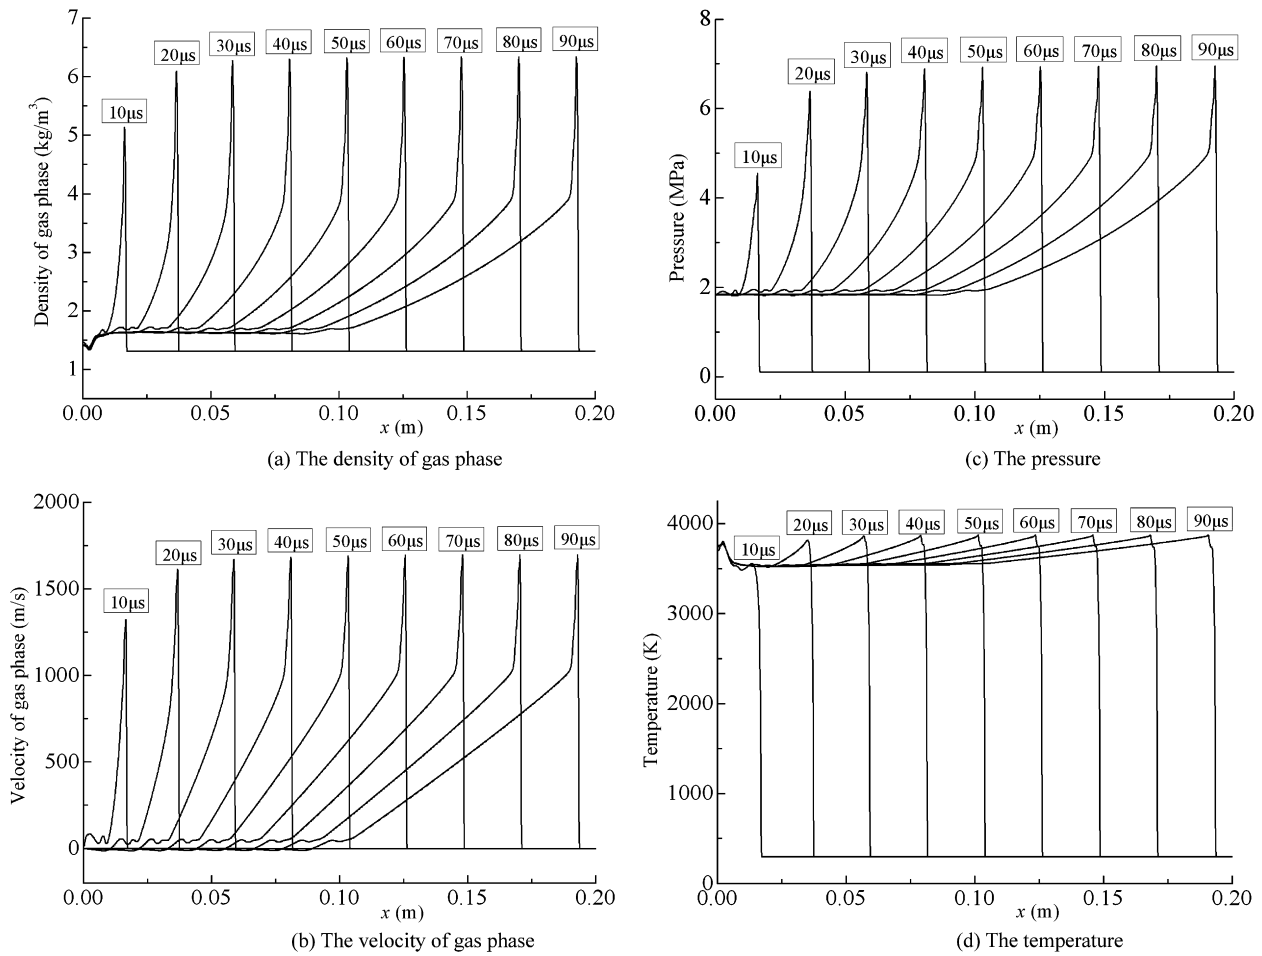 7
6
5
4
3
2
1
Density of gas phase (kg/m³)
10μs
20μs
30μs
40μs
50μs
60μs
70μs
80μs
90μs
0.00 0.05 0.10 0.15 0.20
x (m)
(a) The density of gas phase
8
6
4
2
0
Pressure (MPa)
10μs
20μs
30μs
40μs
50μs
60μs
70μs
80μs
90μs
0.00 0.05 0.10 0.15 0.20
x (m)
(c) The pressure
2000
1500
1000
500
0
Velocity of gas phase (m/s)
10μs
20μs
30μs
40μs
50μs
60μs
70μs
80μs
90μs
0.00 0.05 0.10 0.15 0.20
x (m)
(b) The velocity of gas phase
4000
3000
2000
1000
0
Temperature (K)
10μs
20μs
30μs
40μs
50μs
60μs
70μs
80μs
90μs
0.00 0.05 0.10 0.15 0.20
x (m)
(d) The temperature